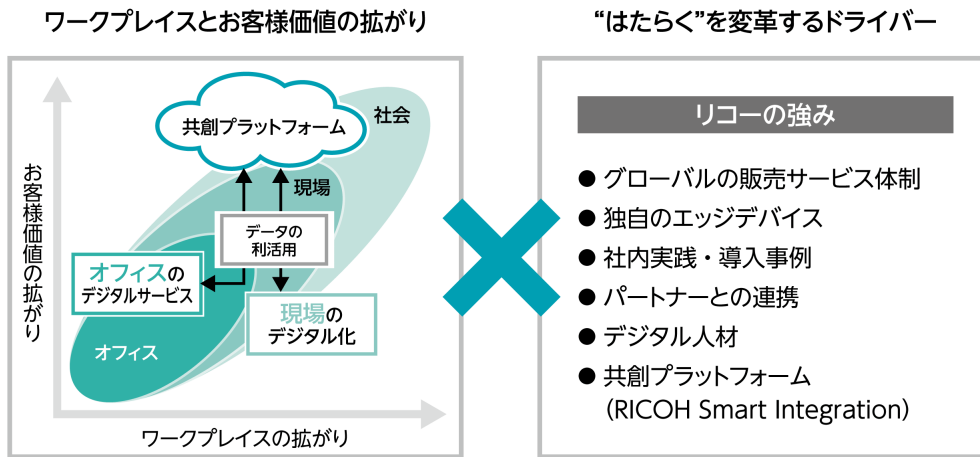 ワークプレイスとお客様価値の拡がり
お客様価値の拡がり
共創プラットフォーム
社会
現場
データの
利活用
オフィスの
デジタルサービス
現場の
デジタル化
オフィス
ワークプレイスの拡がり
“はたらく”を変革するドライバー
リコーの強み
● グローバルの販売サービス体制
● 独自のエッジデバイス
● 社内実践・導入事例
● パートナーとの連携
● デジタル人材
● 共創プラットフォーム
（RICOH Smart Integration）